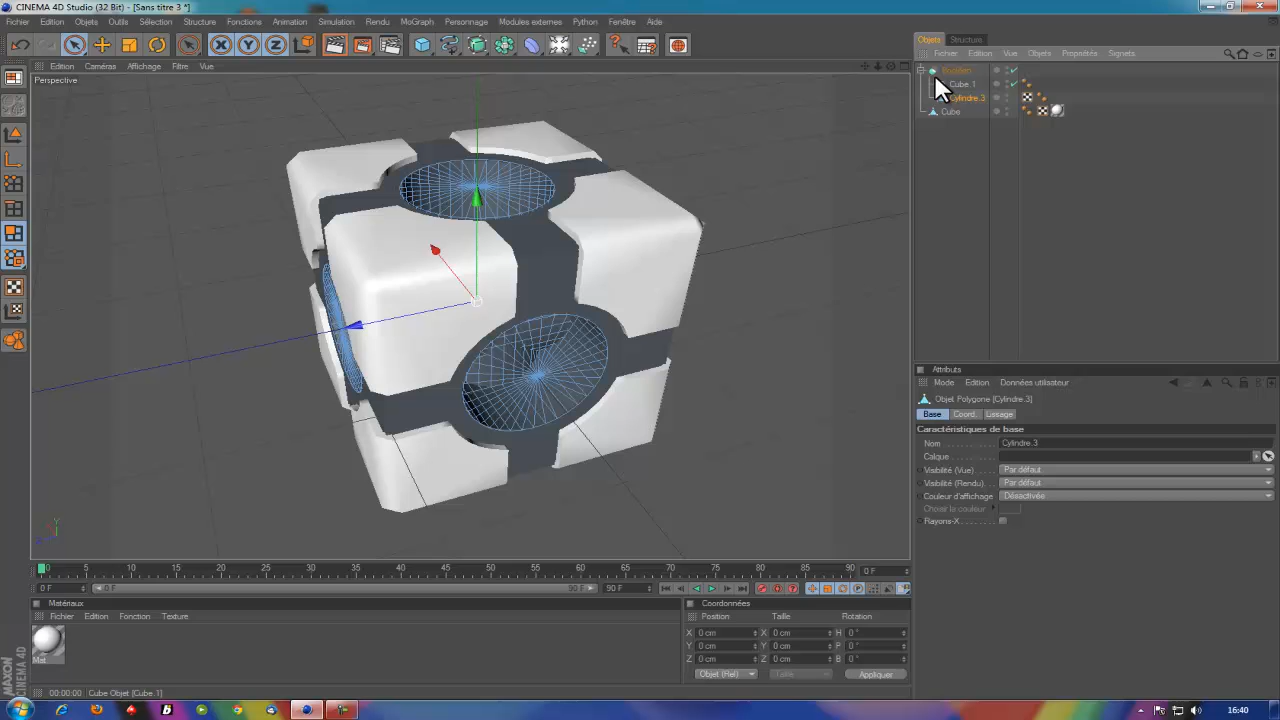 CINEMA 4D Studio (32 Bit) - [Sans titre 3 *]
Fichier Edition Objets Outils Sélection Structure Fonctions Animation Simulation Rendu MoGraph Personnage Modules externes Python Fenêtre Aide
Edition Caméras Affichage Filtre Vue
Perspective
Objets Structure
Fichier Edition Vue Objets Propriétés Signets
Cube.1
Cylindre.3
Cube
Attributs
Mode Edition Données utilisateur
Objet Polygone [Cylindre.3]
Base Coord. Lissage
Caractéristiques de base
Nom Cylindre.3
Calque
Visibilité (Vue) Par défaut
Visibilité (Rendu) Par défaut
Couleur d'affichage Désactivée
Choisir la couleur
Rayons-X
0 5 10 15 20 25 30 35 40 45 50 55 60 65 70 75 80 85 90 0 F
0 F 0 F 90 F 90 F
Matériaux
Fichier Edition Fonction Texture
Mat
Coordonnées
Position Taille Rotation
X 0 cm X 0 cm H 0 °
Y 0 cm Y 0 cm P 0 °
Z 0 cm Z 0 cm B 0 °
Objet (Rel) Taille Appliquer
MAXON CINEMA 4D
00:00:00 Cube Objet [Cube.1]
16:40